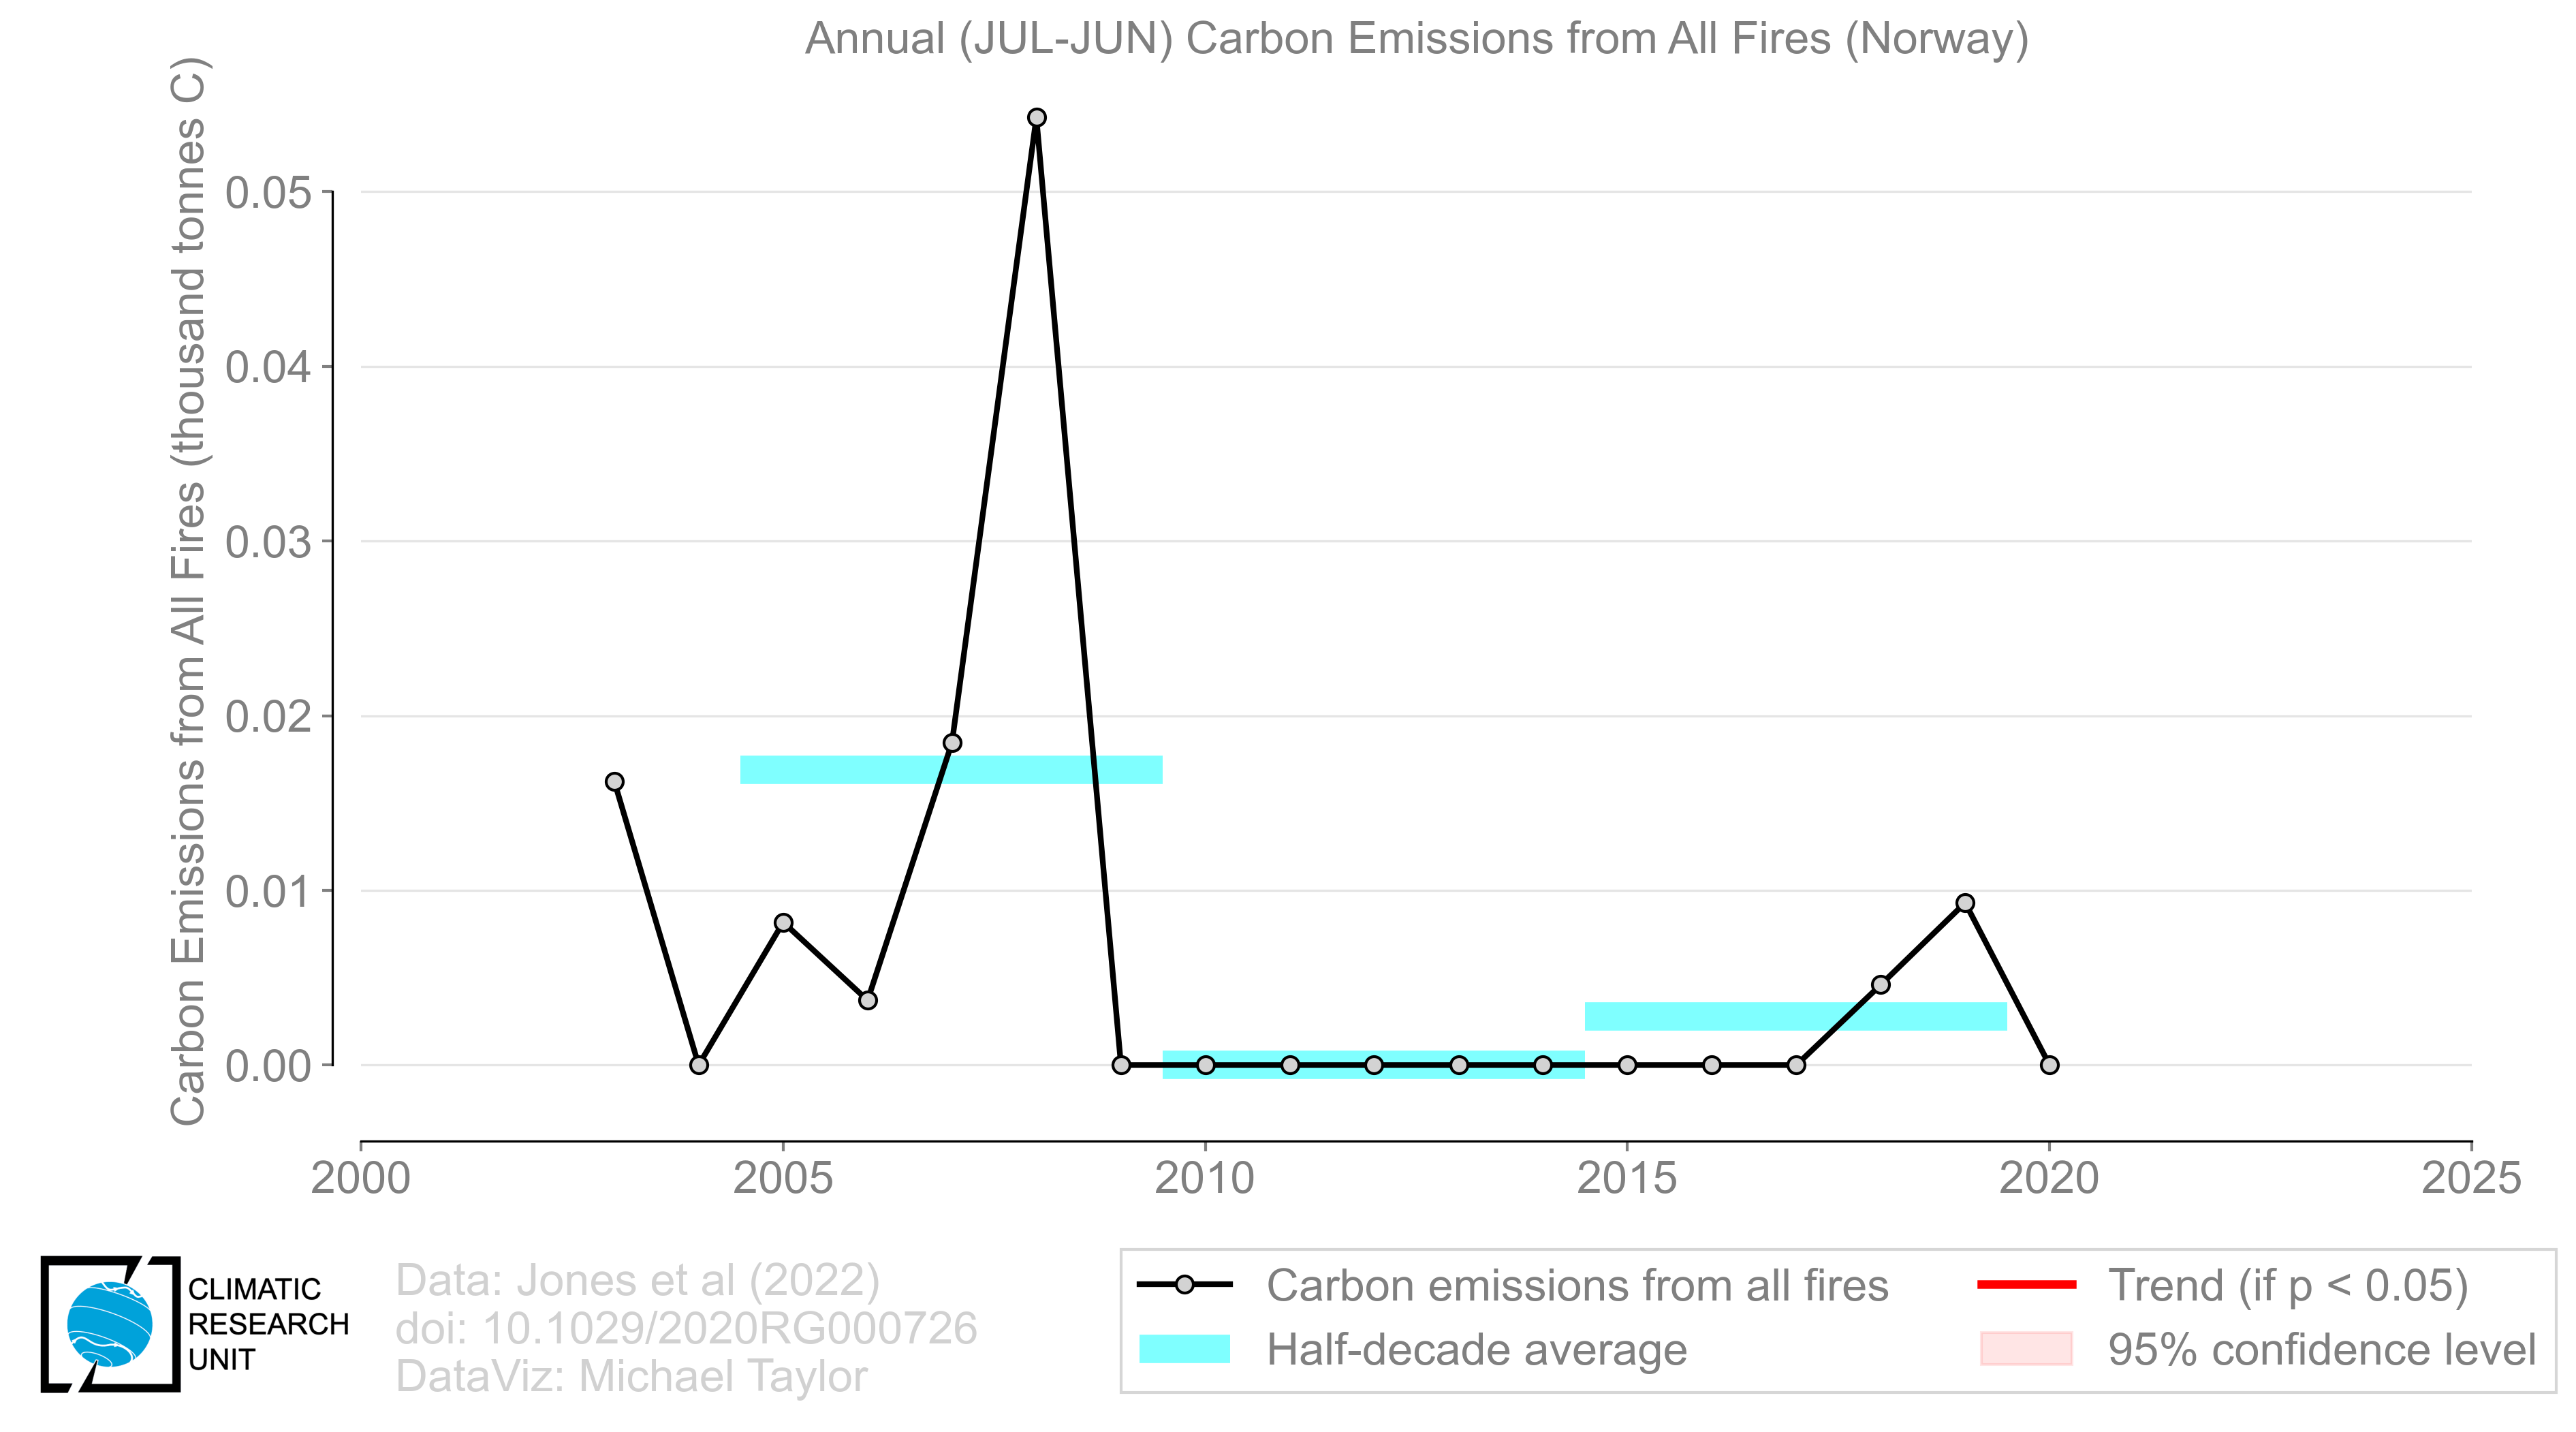 Annual (JUL-JUN) Carbon Emissions from All Fires (Norway)
Carbon Emissions from All Fires (thousand tonnes C)
0.05
0.04
0.03
0.02
0.01
0.00
2000 2005 2010 2015 2020 2025
CLIMATIC
RESEARCH
UNIT
Data: Jones et al (2022)
doi: 10.1029/2020RG000726
DataViz: Michael Taylor
Carbon emissions from all fires
Half-decade average
Trend (if p < 0.05)
95% confidence level